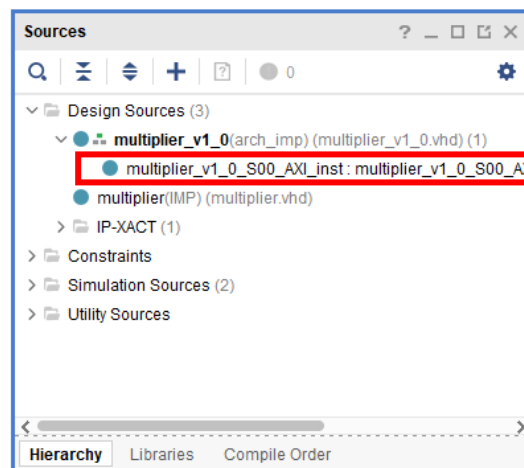 Sources ?
? 0
Design Sources (3)
multiplier_v1_0(arch_imp) (multiplier_v1_0.vhd) (1)
multiplier_v1_0_S00_AXI_inst : multiplier_v1_0_S00_A
multiplier(IMP) (multiplier.vhd)
IP-XACT (1)
Constraints
Simulation Sources (2)
Utility Sources
Hierarchy Libraries Compile Order